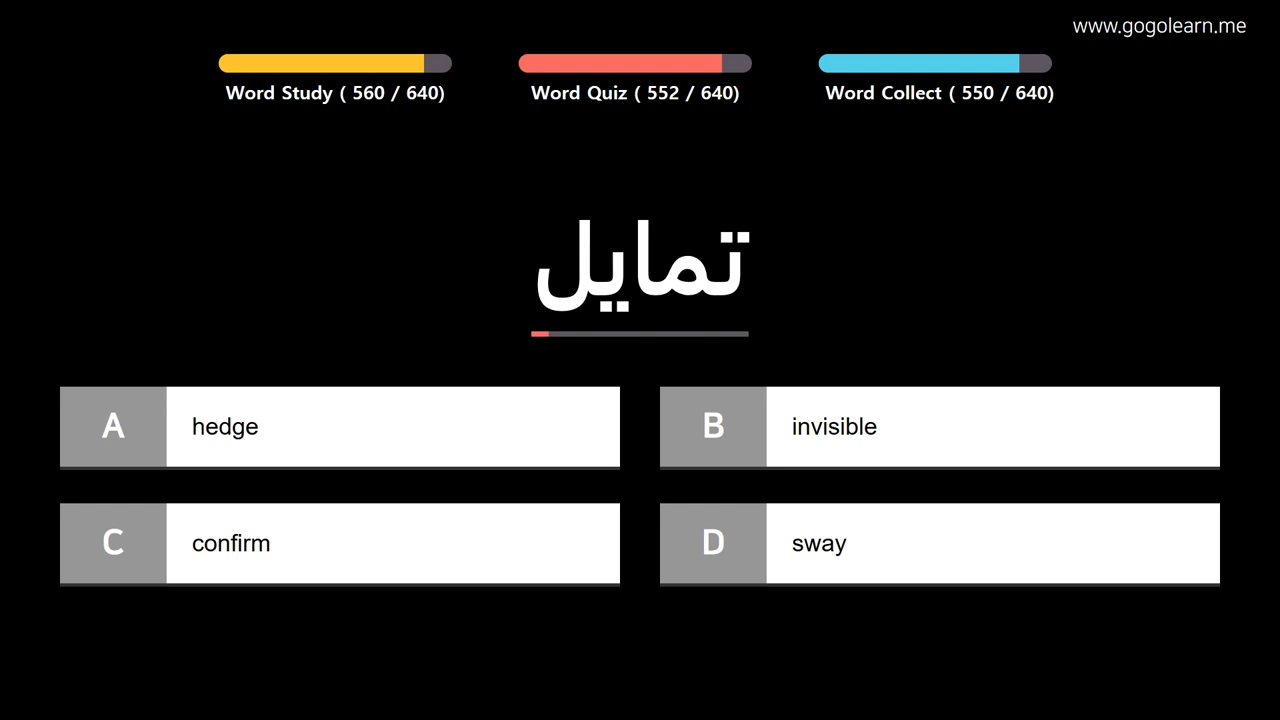 www.gogolearn.me
Word Study ( 560 / 640)
Word Quiz ( 552 / 640)
Word Collect ( 550 / 640)
تمايل
A hedge
B invisible
C confirm
D sway